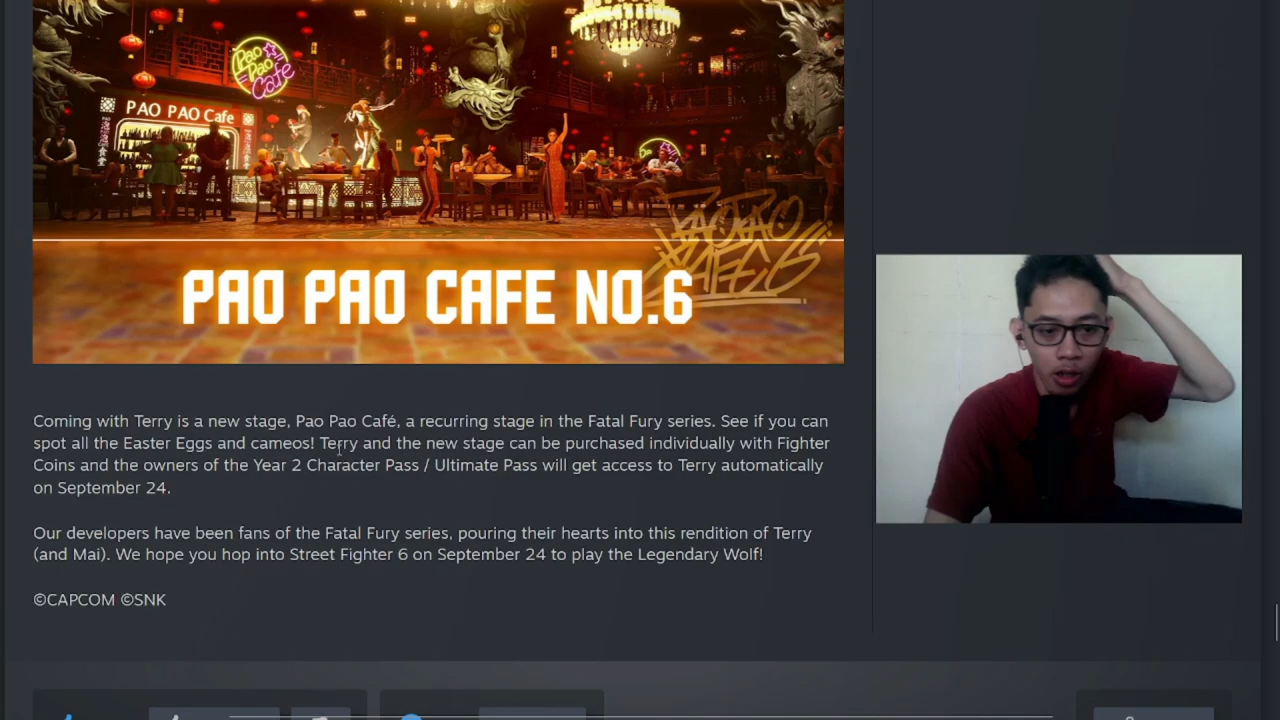 Pao
Pao
Cafe
PAO PAO Cafe
PAO PAO CAFE NO.6
Coming with Terry is a new stage, Pao Pao Café, a recurring stage in the Fatal Fury series. See if you can
spot all the Easter Eggs and cameos! Terry and the new stage can be purchased individually with Fighter
Coins and the owners of the Year 2 Character Pass / Ultimate Pass will get access to Terry automatically
on September 24.
Our developers have been fans of the Fatal Fury series, pouring their hearts into this rendition of Terry
(and Mai). We hope you hop into Street Fighter 6 on September 24 to play the Legendary Wolf!
©CAPCOM ©SNK